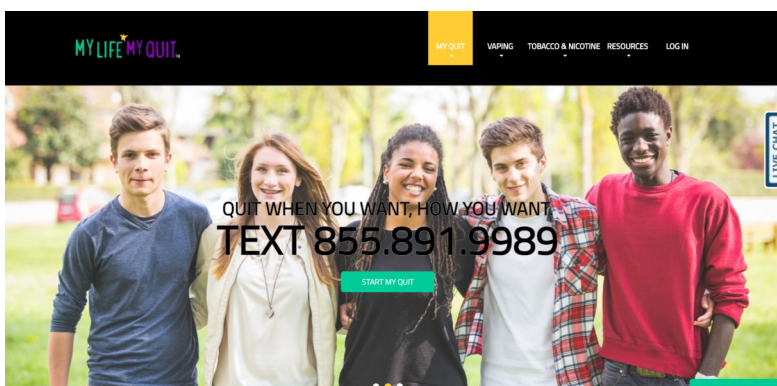 MY LIFE MY QUIT™
MY QUIT
VAPING
TOBACCO & NICOTINE
RESOURCES
LOG IN
LIVE CHAT
QUIT WHEN YOU WANT, HOW YOU WANT.
TEXT 855.891.9989
START MY QUIT